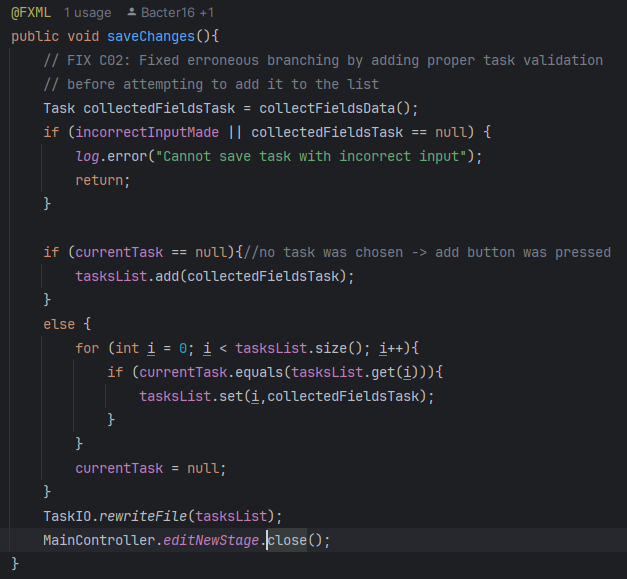 @FXML 1 usage Bacter16 +1
public void saveChanges(){
// FIX C02: Fixed erroneous branching by adding proper task validation
// before attempting to add it to the list
Task collectedFieldsTask = collectFieldsData();
if (incorrectInputMade || collectedFieldsTask == null) {
log.error("Cannot save task with incorrect input");
return;
}
if (currentTask == null){//no task was chosen -> add button was pressed
tasksList.add(collectedFieldsTask);
}
else {
for (int i = 0; i < tasksList.size(); i++){
if (currentTask.equals(tasksList.get(i))){
tasksList.set(i,collectedFieldsTask);
}
}
currentTask = null;
}
TaskIO.rewriteFile(tasksList);
MainController.editNewStage.close();
}